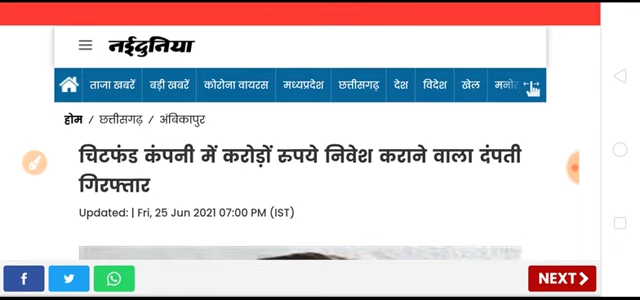 नईदुनिया
ताजा खबरें बड़ी खबरें कोरोना वायरस मध्यप्रदेश छत्तीसगढ़ देश विदेश खेल
होम / छत्तीसगढ़ / अंबिकापुर
चिटफंड कंपनी में करोड़ों रुपये निवेश कराने वाला दंपती
गिरफ्तार
Updated: | Fri, 25 Jun 2021 07:00 PM (IST)
NEXT